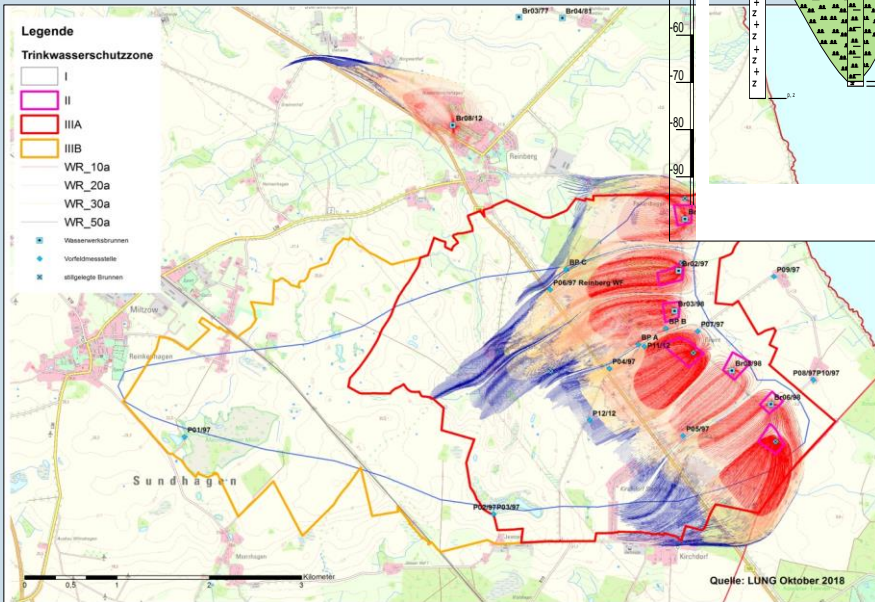 Legende
Trinkwasserschutzzone
I
II
IIIA
IIIB
WR_10a
WR_20a
WR_30a
WR_50a
Wasserwerksbrunnen
Vorfeldmessstelle
stillgelegte Brunnen
Br03/77
Br04/81
-60
-70
-80
-90
Z
+
Z
+
Z
+
Z
Br08/12
Reinberg
BP C
Br02/97
P09/97
P06/97 Reinberg WF
Br03/98
BP B
P07/97
BP A
P11/12
Miltzow
Reinkenhagen
P04/97
P08/97P10/97
Br06/98
P12/12
P01/97
P05/97
Sundhagen
P02/97P03/97
Kirchdorf
Kilometer
0
0,5
1
2
3
Quelle: LUNG Oktober 2018